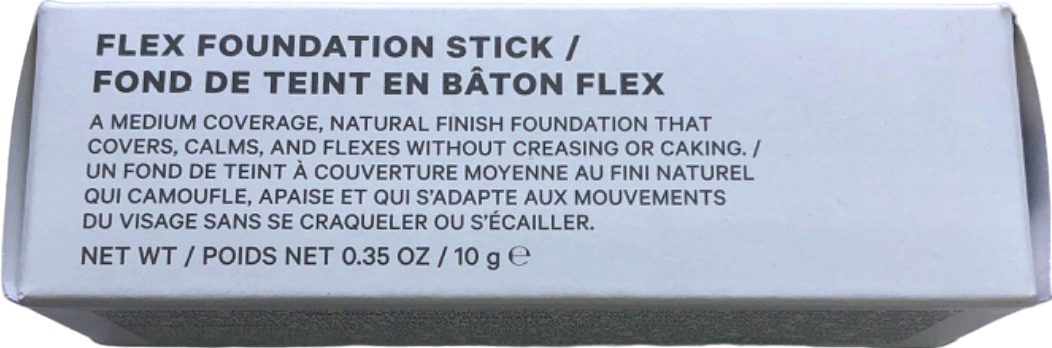 FLEX FOUNDATION STICK /
FOND DE TEINT EN BÂTON FLEX
A MEDIUM COVERAGE, NATURAL FINISH FOUNDATION THAT
COVERS, CALMS, AND FLEXES WITHOUT CREASING OR CAKING. /
UN FOND DE TEINT À COUVERTURE MOYENNE AU FINI NATUREL
QUI CAMOUFLE, APAISE ET QUI S'ADAPTE AUX MOUVEMENTS
DU VISAGE SANS SE CRAQUELER OU S'ÉCAILLER.
NET WT / POIDS NET 0.35 OZ / 10 g ℮